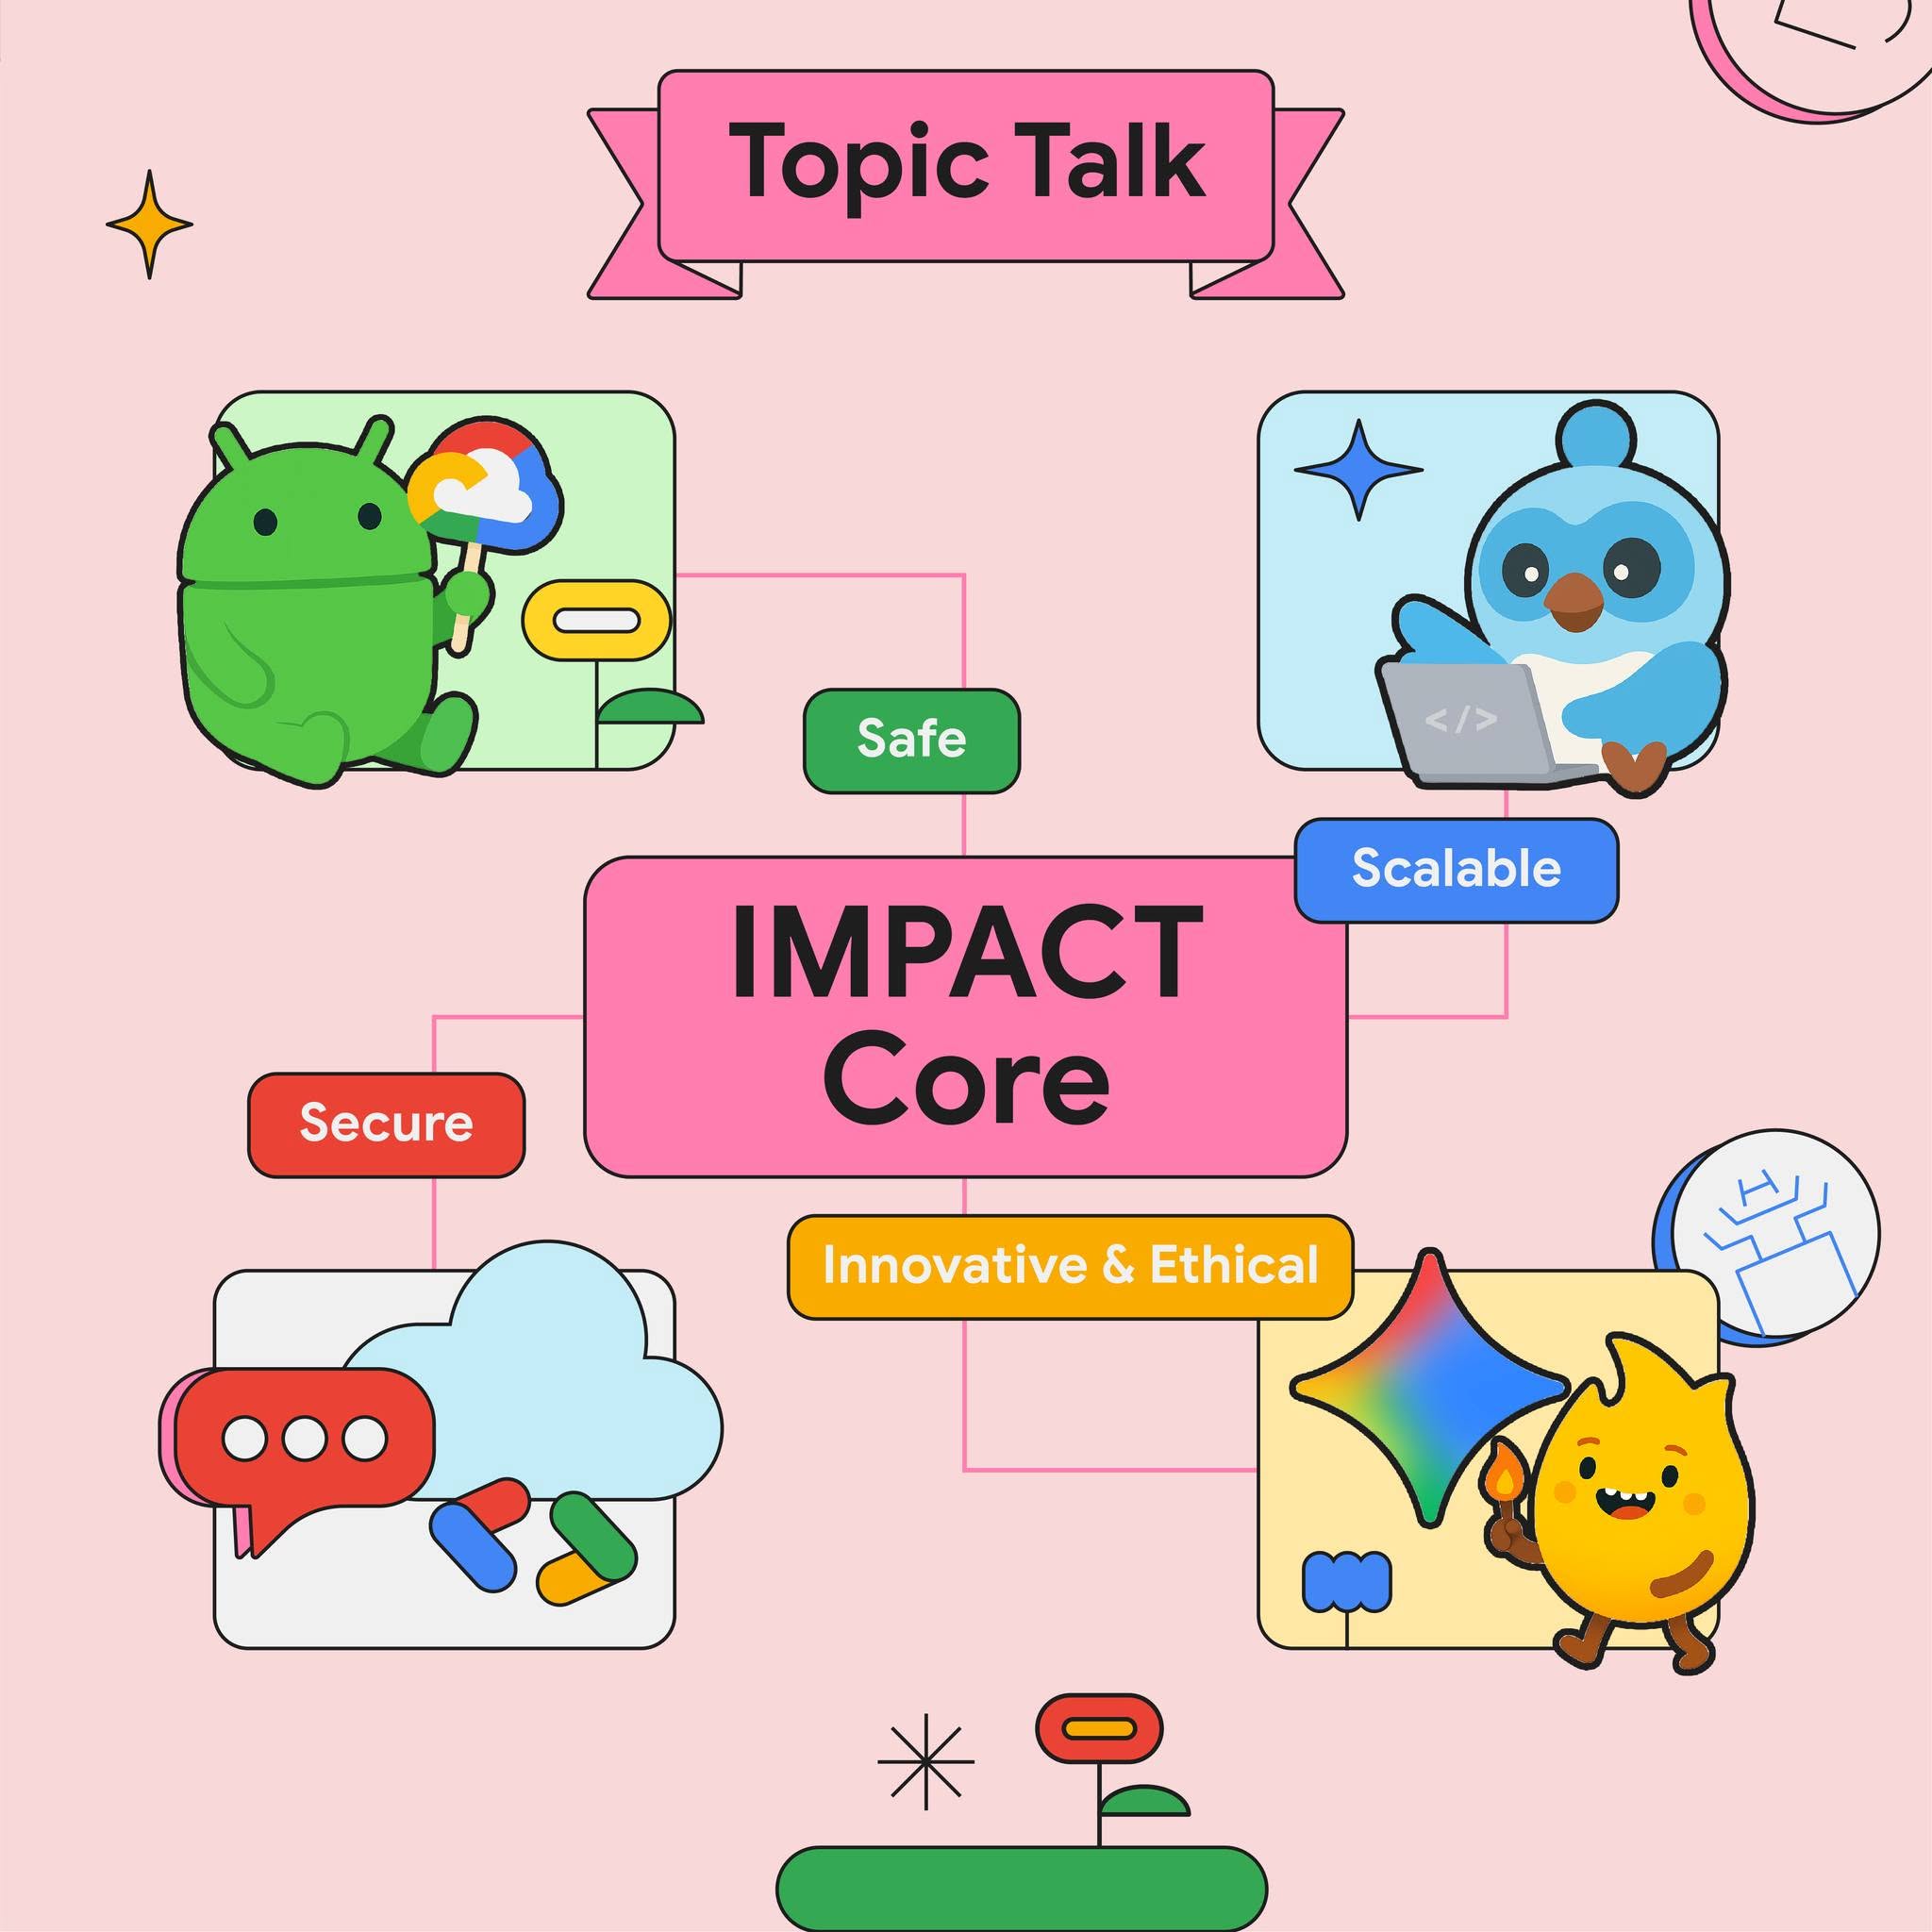 Topic Talk
Safe
</>
Scalable
IMPACT
Core
Secure
Innovative & Ethical